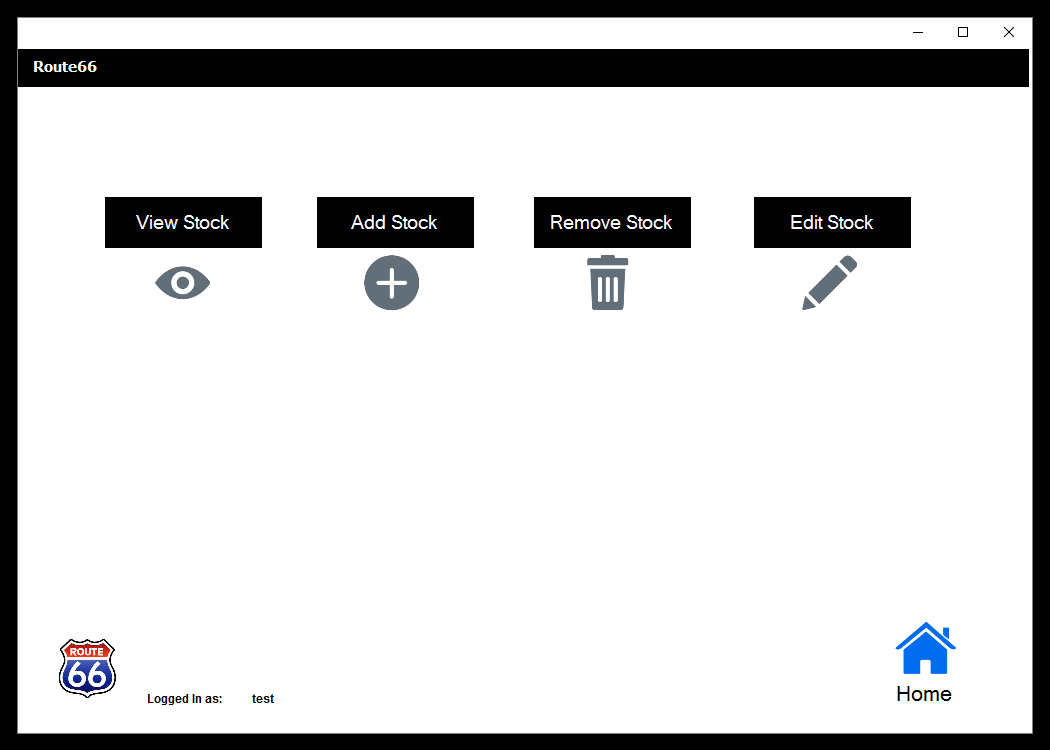 Route66
View Stock
Add Stock
Remove Stock
Edit Stock
ROUTE
66
Logged In as: test
Home